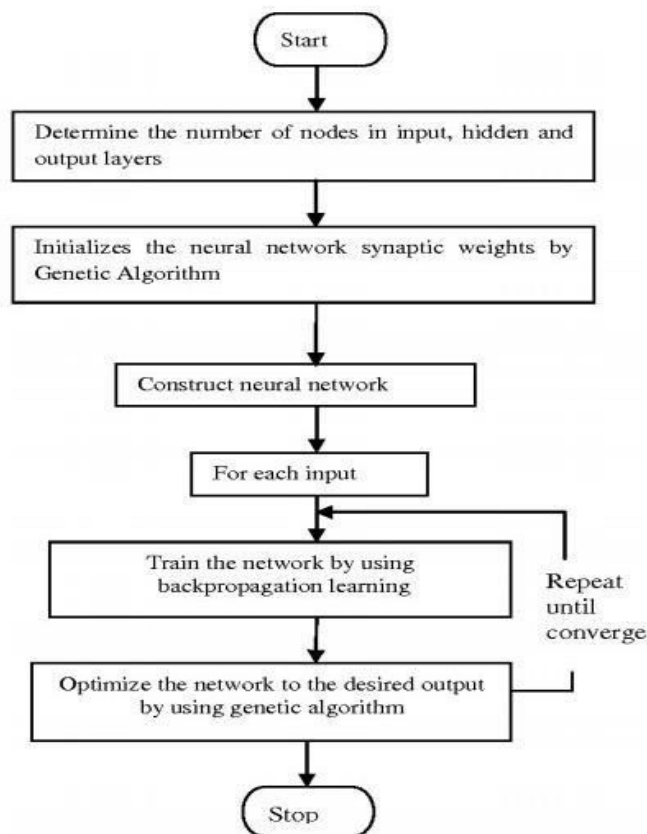 Start
Determine the number of nodes in input, hidden and
output layers
Initializes the neural network synaptic weights by
Genetic Algorithm
Construct neural network
For each input
Train the network by using
backpropagation learning
Repeat
until
converge
Optimize the network to the desired output
by using genetic algorithm
Stop